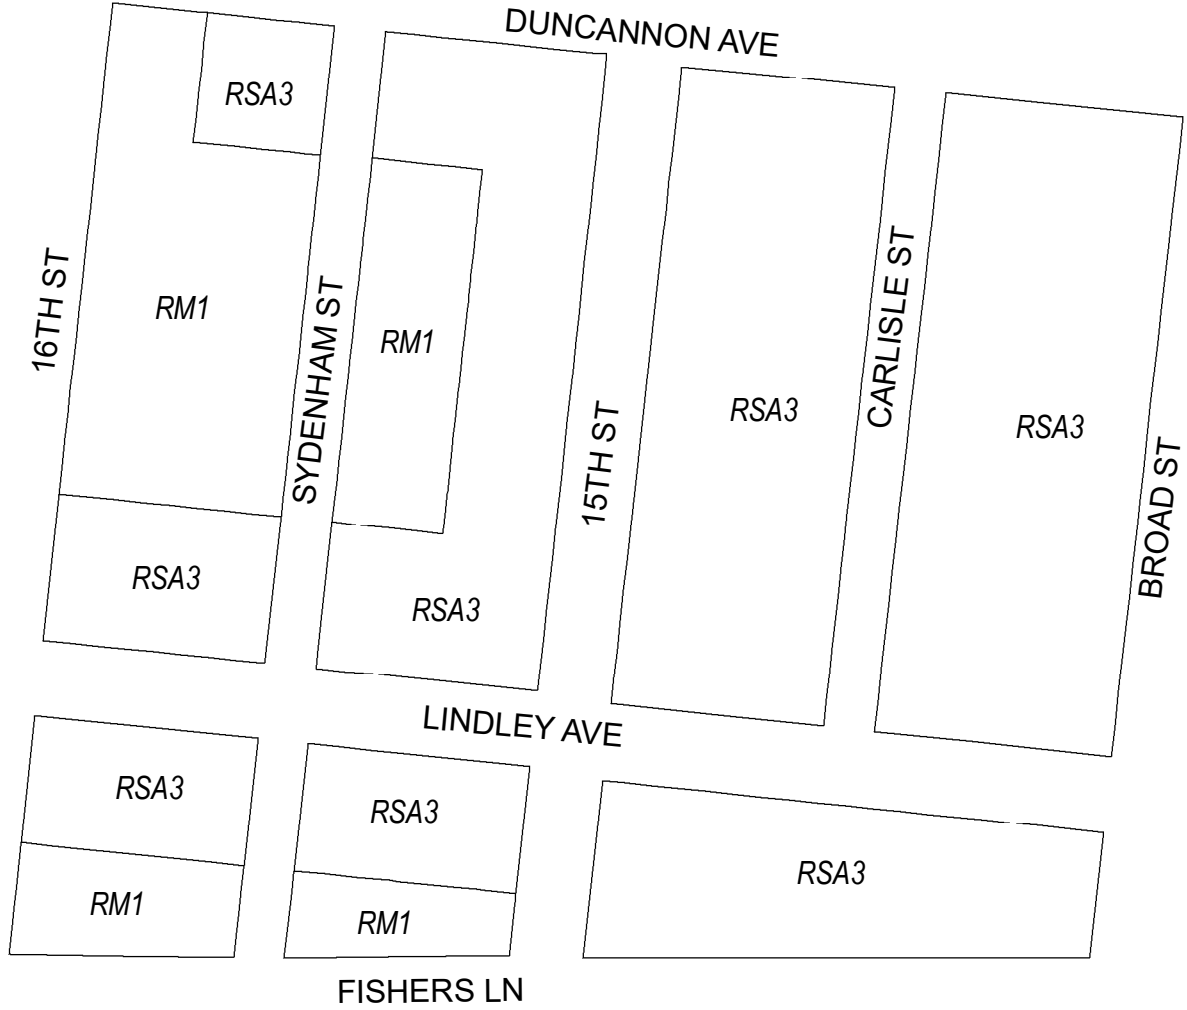 DUNCANNON AVE
RSA3
16TH ST
RM1
SYDENHAM ST
RM1
15TH ST
RSA3
CARLISLE ST
RSA3
BROAD ST
RSA3
RSA3
LINDLEY AVE
RSA3
RSA3
RSA3
RM1
RM1
FISHERS LN